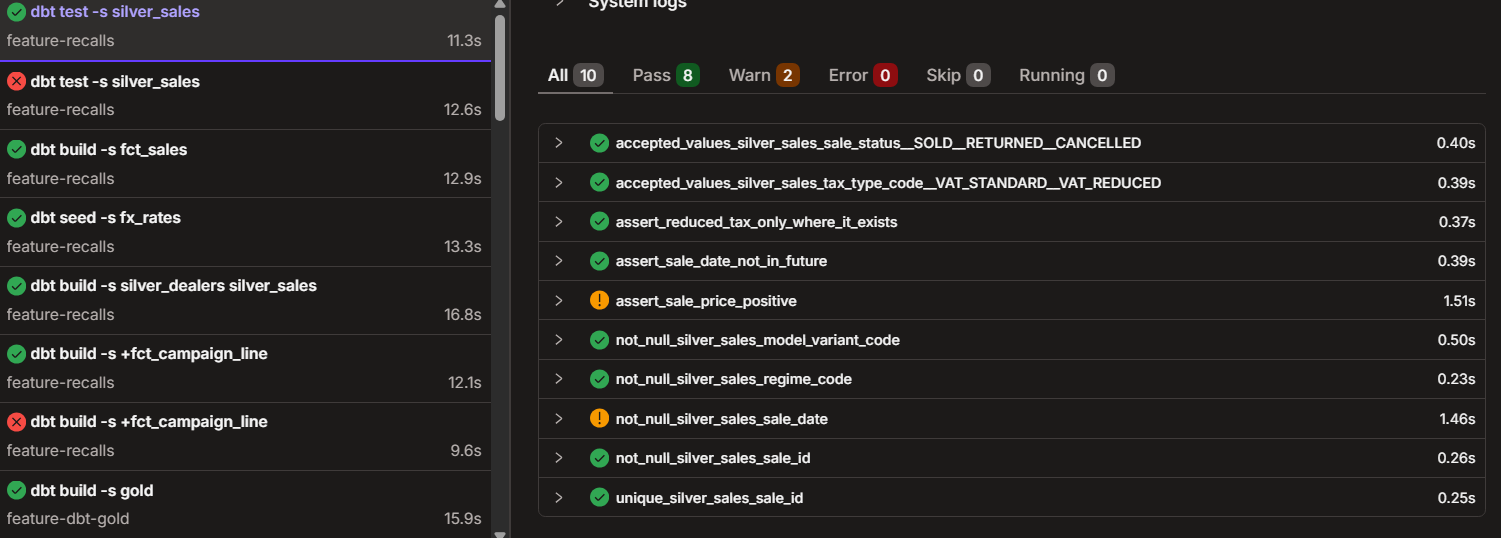 dbt test -s silver_sales
feature-recalls 11.3s
dbt test -s silver_sales
feature-recalls 12.6s
dbt build -s fct_sales
feature-recalls 12.9s
dbt seed -s fx_rates
feature-recalls 13.3s
dbt build -s silver_dealers silver_sales
feature-recalls 16.8s
dbt build -s +fct_campaign_line
feature-recalls 12.1s
dbt build -s +fct_campaign_line
feature-recalls 9.6s
dbt build -s gold
feature-dbt-gold 15.9s
System logs
All 10 Pass 8 Warn 2 Error 0 Skip 0 Running 0
accepted_values_silver_sales_sale_status__SOLD__RETURNED__CANCELLED 0.40s
accepted_values_silver_sales_tax_type_code__VAT_STANDARD__VAT_REDUCED 0.39s
assert_reduced_tax_only_where_it_exists 0.37s
assert_sale_date_not_in_future 0.39s
assert_sale_price_positive 1.51s
not_null_silver_sales_model_variant_code 0.50s
not_null_silver_sales_regime_code 0.23s
not_null_silver_sales_sale_date 1.46s
not_null_silver_sales_sale_id 0.26s
unique_silver_sales_sale_id 0.25s